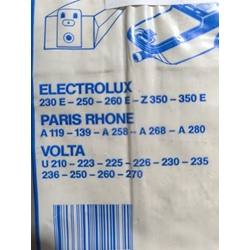 ELECTROLUX
230 E – 250 – 260 E – Z 350 – 350 E
PARIS RHONE
A 119 – 139 – A 258 – A 268 – A 280
VOLTA
U 210 – 223 – 225 – 226 – 230 – 235
236 – 250 – 260 – 270